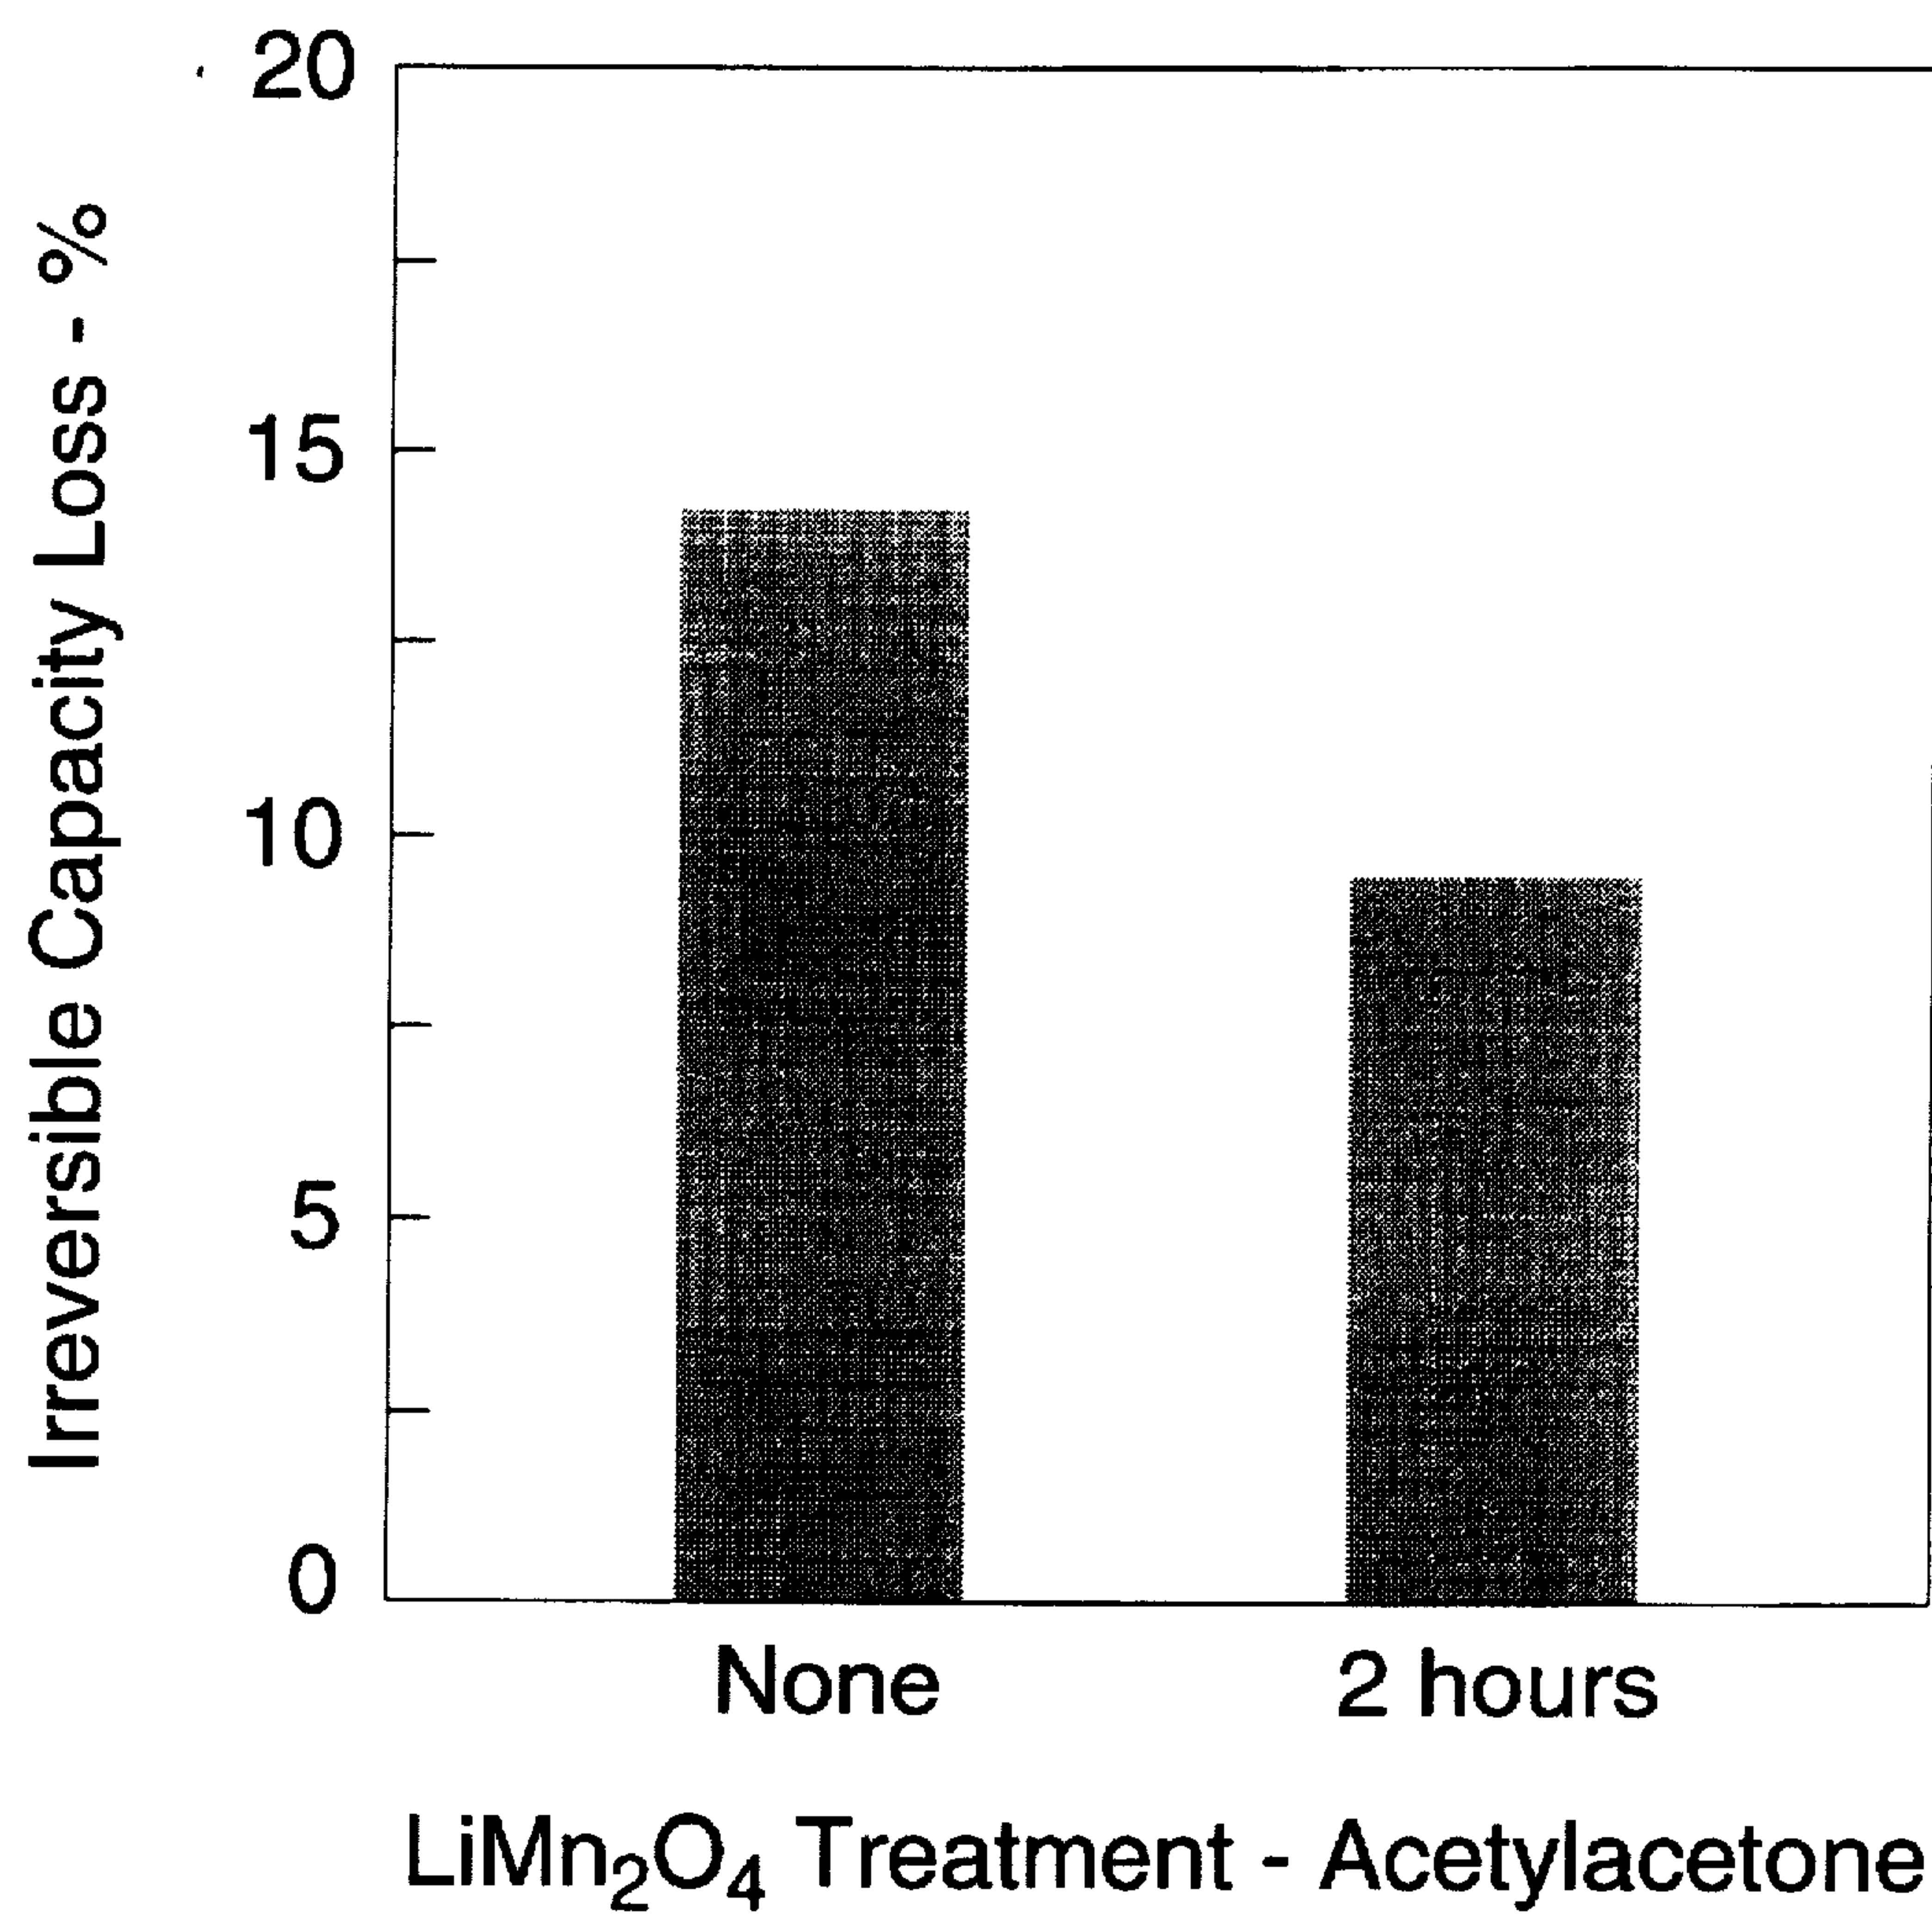 20
15
10
5
0
Irreversible Capacity Loss - %
None 2 hours
LiMn₂O₄ Treatment - Acetylacetone